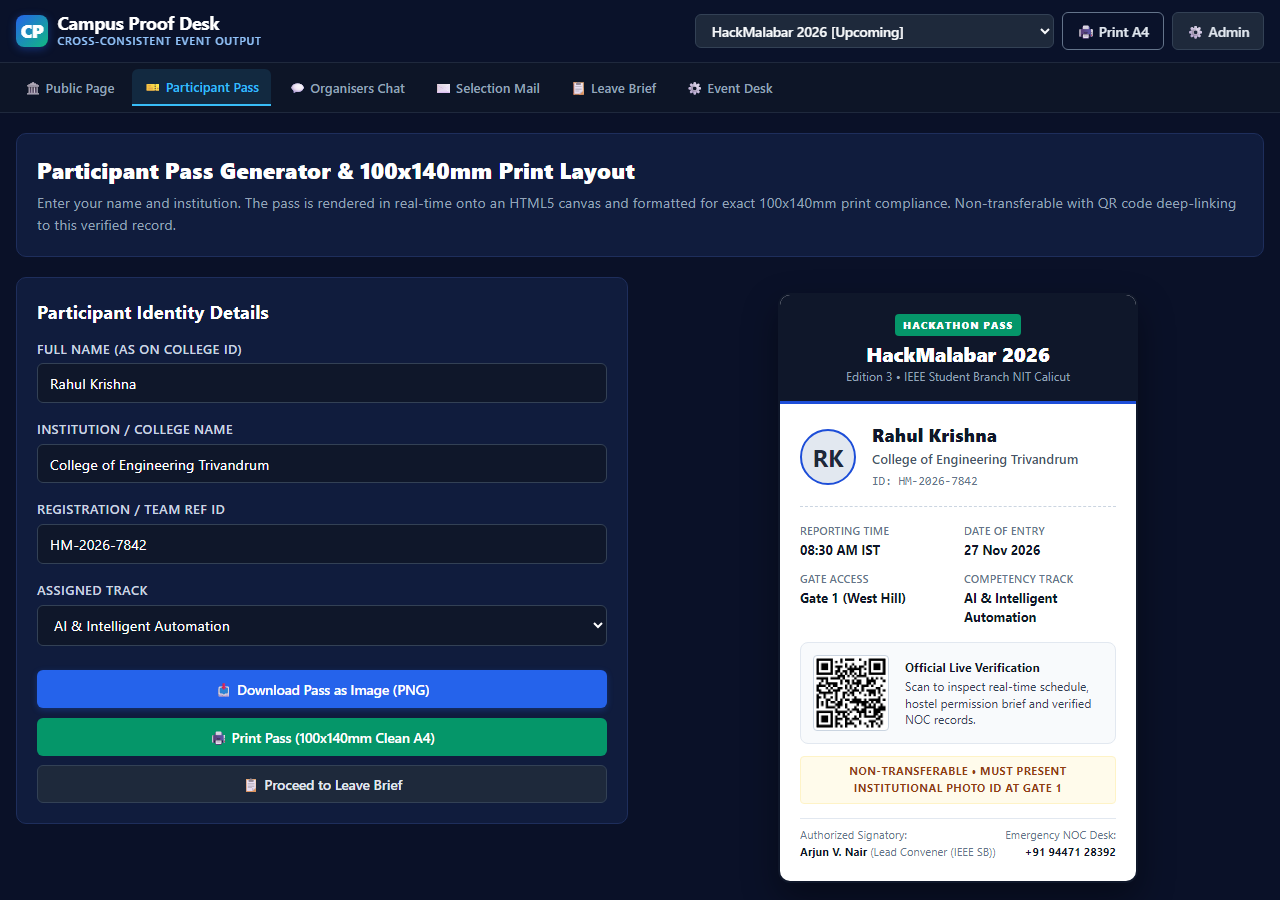 CP
Campus Proof Desk
CROSS-CONSISTENT EVENT OUTPUT
HackMalabar 2026 [Upcoming]
Print A4
Admin
Public Page
Participant Pass
Organisers Chat
Selection Mail
Leave Brief
Event Desk
Participant Pass Generator & 100x140mm Print Layout
Enter your name and institution. The pass is rendered in real-time onto an HTML5 canvas and formatted for exact 100x140mm print compliance. Non-transferable with QR code deep-linking
to this verified record.
Participant Identity Details
FULL NAME (AS ON COLLEGE ID)
Rahul Krishna
INSTITUTION / COLLEGE NAME
College of Engineering Trivandrum
REGISTRATION / TEAM REF ID
HM-2026-7842
ASSIGNED TRACK
AI & Intelligent Automation
Download Pass as Image (PNG)
Print Pass (100x140mm Clean A4)
Proceed to Leave Brief
HACKATHON PASS
HackMalabar 2026
Edition 3 • IEEE Student Branch NIT Calicut
RK
Rahul Krishna
College of Engineering Trivandrum
ID: HM-2026-7842
REPORTING TIME
08:30 AM IST
DATE OF ENTRY
27 Nov 2026
GATE ACCESS
Gate 1 (West Hill)
COMPETENCY TRACK
AI & Intelligent
Automation
Official Live Verification
Scan to inspect real-time schedule,
hostel permission brief and verified
NOC records.
NON-TRANSFERABLE • MUST PRESENT
INSTITUTIONAL PHOTO ID AT GATE 1
Authorized Signatory:
Arjun V. Nair (Lead Convener (IEEE SB))
Emergency NOC Desk:
+91 94471 28392